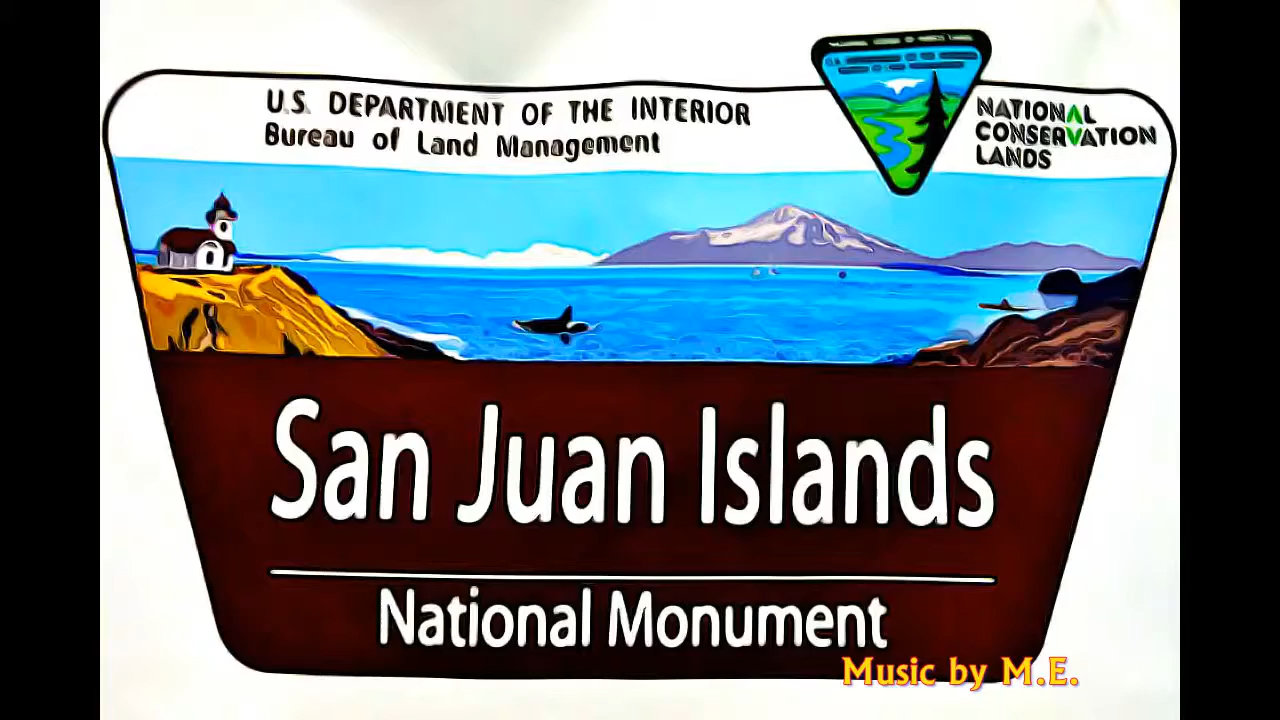 U.S. DEPARTMENT OF THE INTERIOR
Bureau of Land Management
NATIONAL
CONSERVATION
LANDS
San Juan Islands
National Monument
Music by M.E.